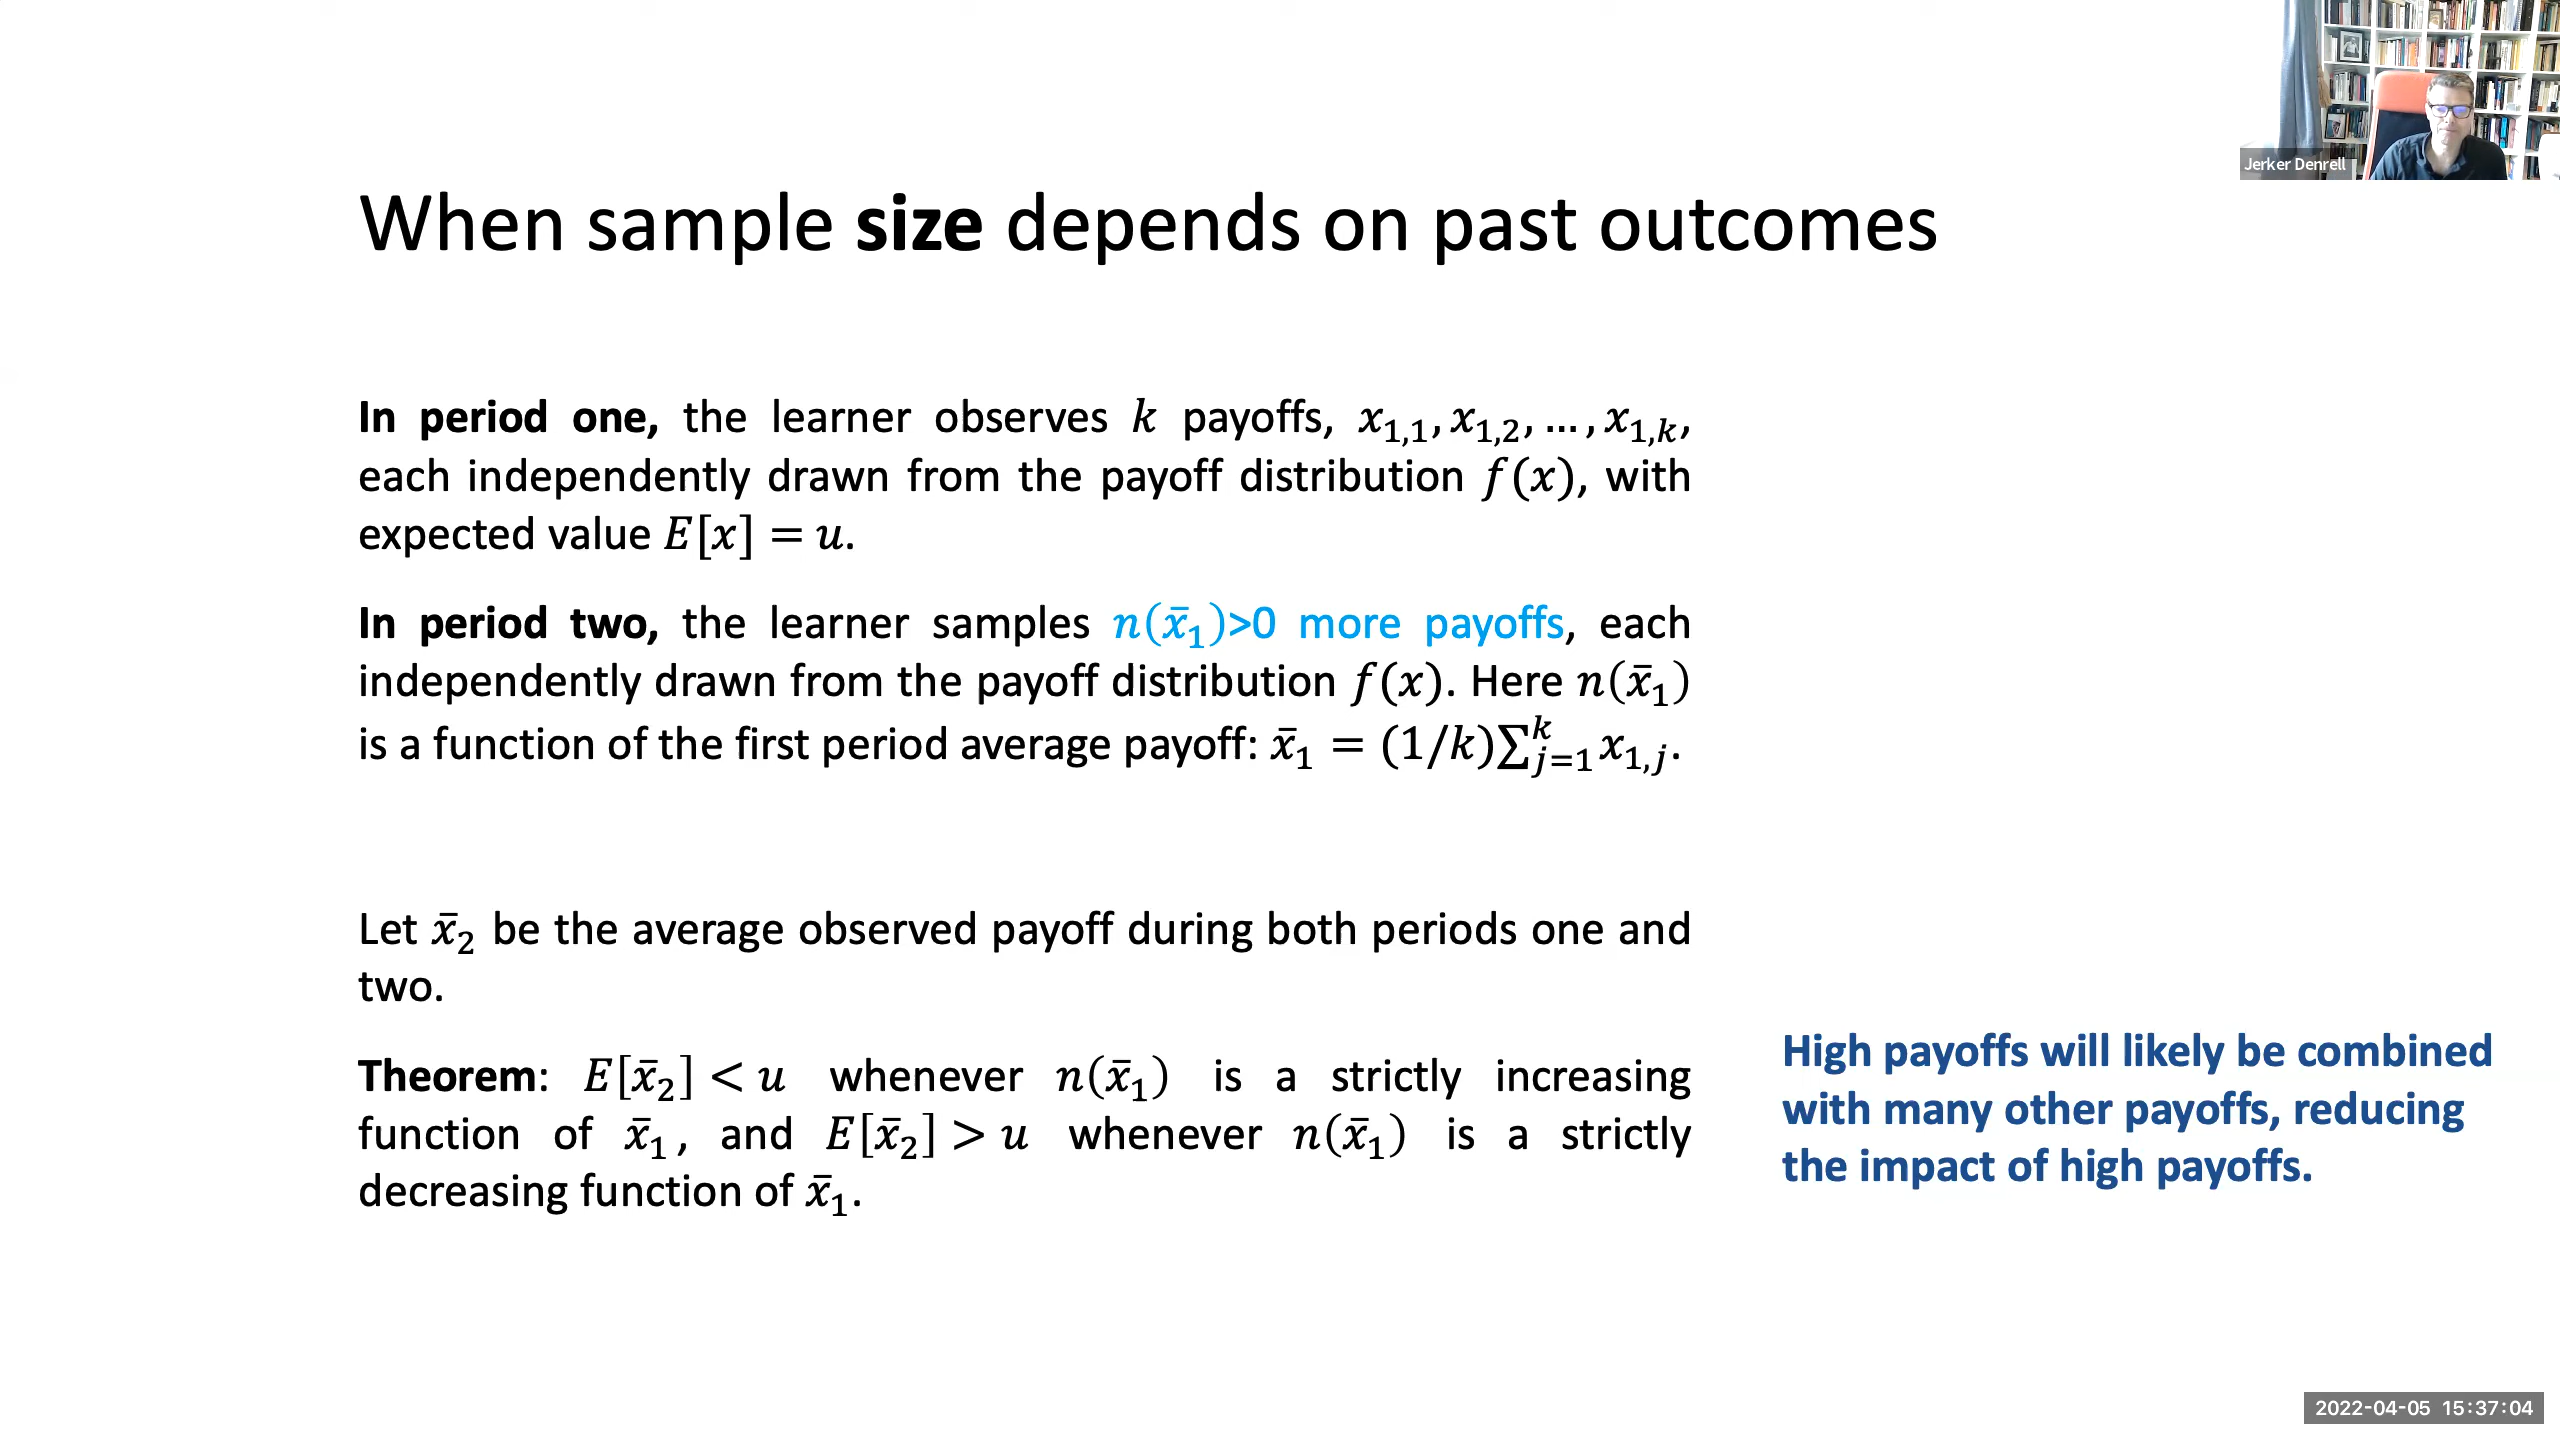 Jerker Denrell
When sample size depends on past outcomes
In period one, the learner observes k payoffs, x₁,₁, x₁,₂, ... , x₁,ₖ,
each independently drawn from the payoff distribution f(x), with
expected value E[x] = u.
In period two, the learner samples n(x̄₁)>0 more payoffs, each
independently drawn from the payoff distribution f(x). Here n(x̄₁)
is a function of the first period average payoff: x̄₁ = (1/k)∑ᵏⱼ₌₁ x₁,ⱼ.
Let x̄₂ be the average observed payoff during both periods one and
two.
Theorem: E[x̄₂] < u whenever n(x̄₁) is a strictly increasing
function of x̄₁, and E[x̄₂] > u whenever n(x̄₁) is a strictly
decreasing function of x̄₁.
High payoffs will likely be combined
with many other payoffs, reducing
the impact of high payoffs.
2022-04-05 15:37:04